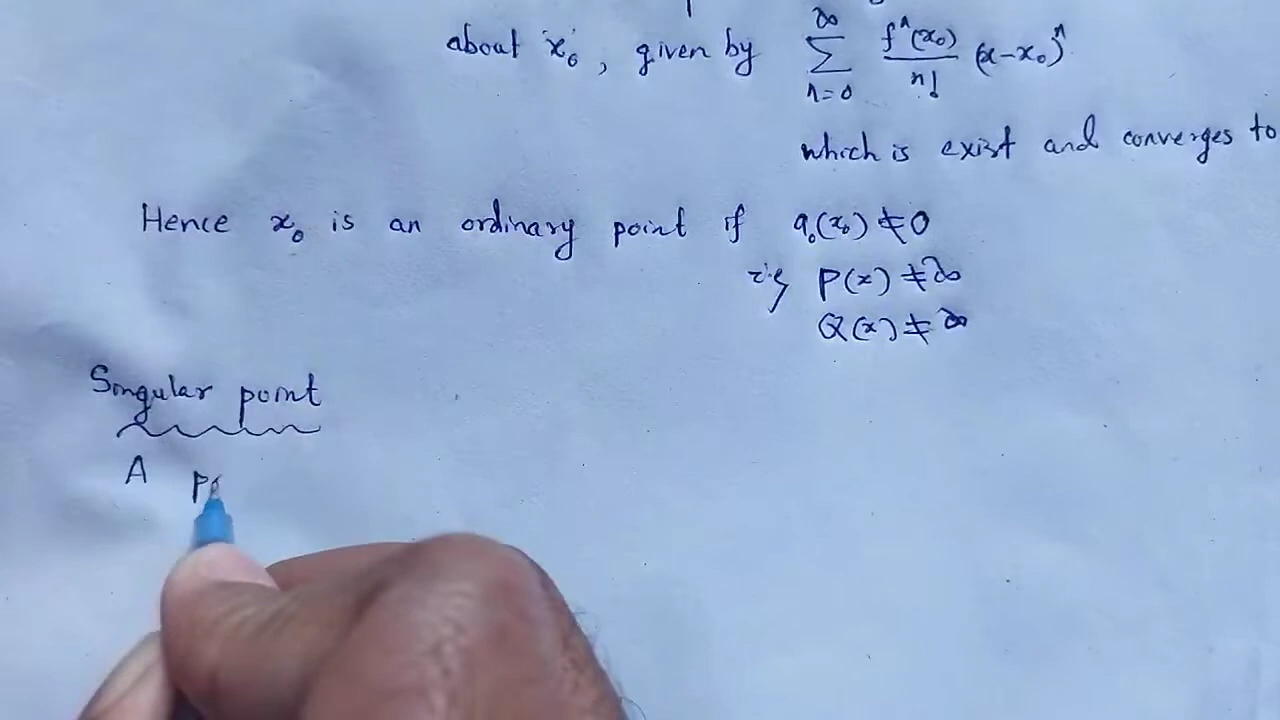 about x₀, given by ∑_{n=0}^{∞} fⁿ(x₀)/n! (x-x₀)ⁿ
which is exist and converges to
Hence x₀ is an ordinary point if a₀(x₀) ≠ 0
P(x) ≠ ∞
Q(x) ≠ ∞
Singular point
A po